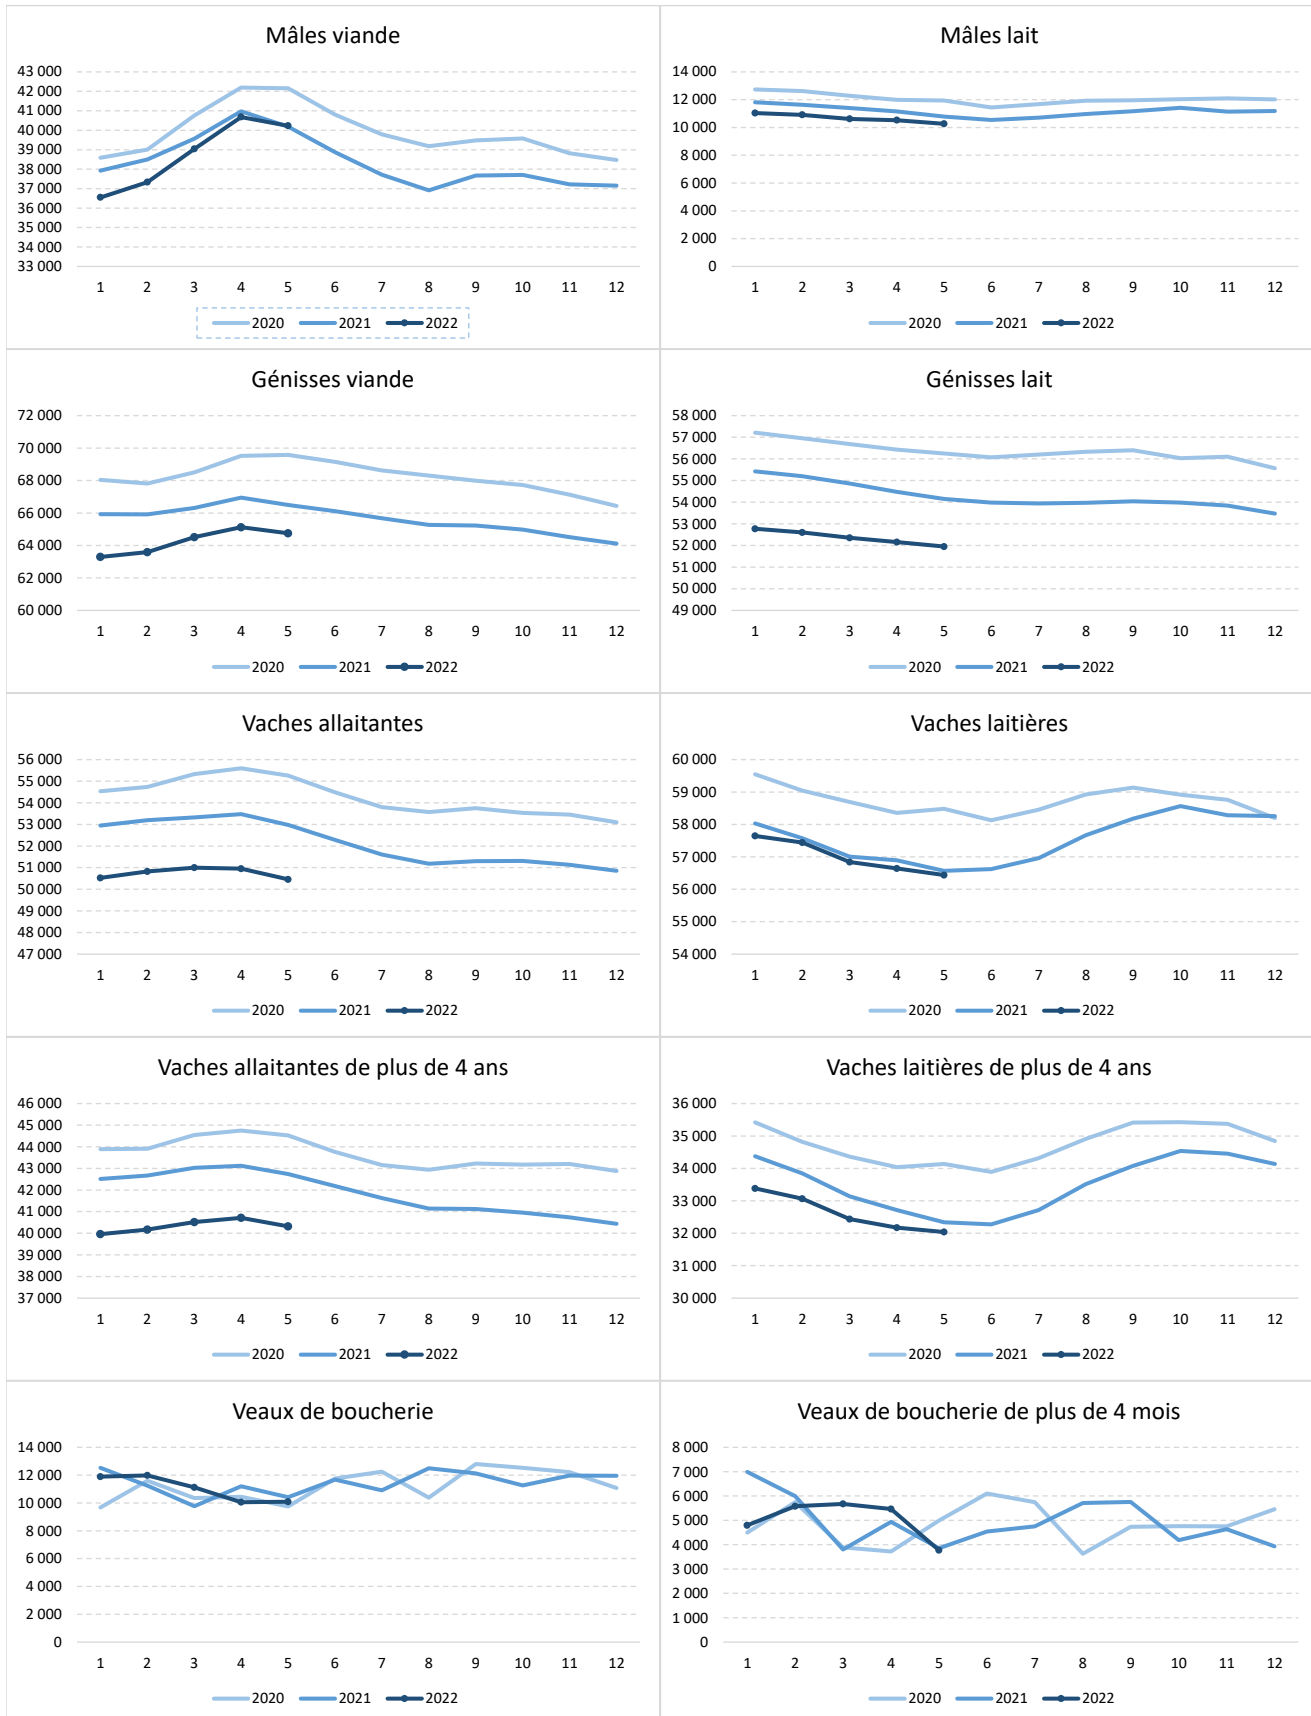 Mâles viande
43 000
42 000
41 000
40 000
39 000
38 000
37 000
36 000
35 000
34 000
33 000
1 2 3 4 5 6 7 8 9 10 11 12
2020 2021 2022
Mâles lait
14 000
12 000
10 000
8 000
6 000
4 000
2 000
0
1 2 3 4 5 6 7 8 9 10 11 12
2020 2021 2022
Génisses viande
72 000
70 000
68 000
66 000
64 000
62 000
60 000
1 2 3 4 5 6 7 8 9 10 11 12
2020 2021 2022
Génisses lait
58 000
57 000
56 000
55 000
54 000
53 000
52 000
51 000
50 000
49 000
1 2 3 4 5 6 7 8 9 10 11 12
2020 2021 2022
Vaches allaitantes
56 000
55 000
54 000
53 000
52 000
51 000
50 000
49 000
48 000
47 000
1 2 3 4 5 6 7 8 9 10 11 12
2020 2021 2022
Vaches laitières
60 000
59 000
58 000
57 000
56 000
55 000
54 000
1 2 3 4 5 6 7 8 9 10 11 12
2020 2021 2022
Vaches allaitantes de plus de 4 ans
46 000
45 000
44 000
43 000
42 000
41 000
40 000
39 000
38 000
37 000
1 2 3 4 5 6 7 8 9 10 11 12
2020 2021 2022
Vaches laitières de plus de 4 ans
36 000
35 000
34 000
33 000
32 000
31 000
30 000
1 2 3 4 5 6 7 8 9 10 11 12
2020 2021 2022
Veaux de boucherie
14 000
12 000
10 000
8 000
6 000
4 000
2 000
0
1 2 3 4 5 6 7 8 9 10 11 12
2020 2021 2022
Veaux de boucherie de plus de 4 mois
8 000
7 000
6 000
5 000
4 000
3 000
2 000
1 000
0
1 2 3 4 5 6 7 8 9 10 11 12
2020 2021 2022